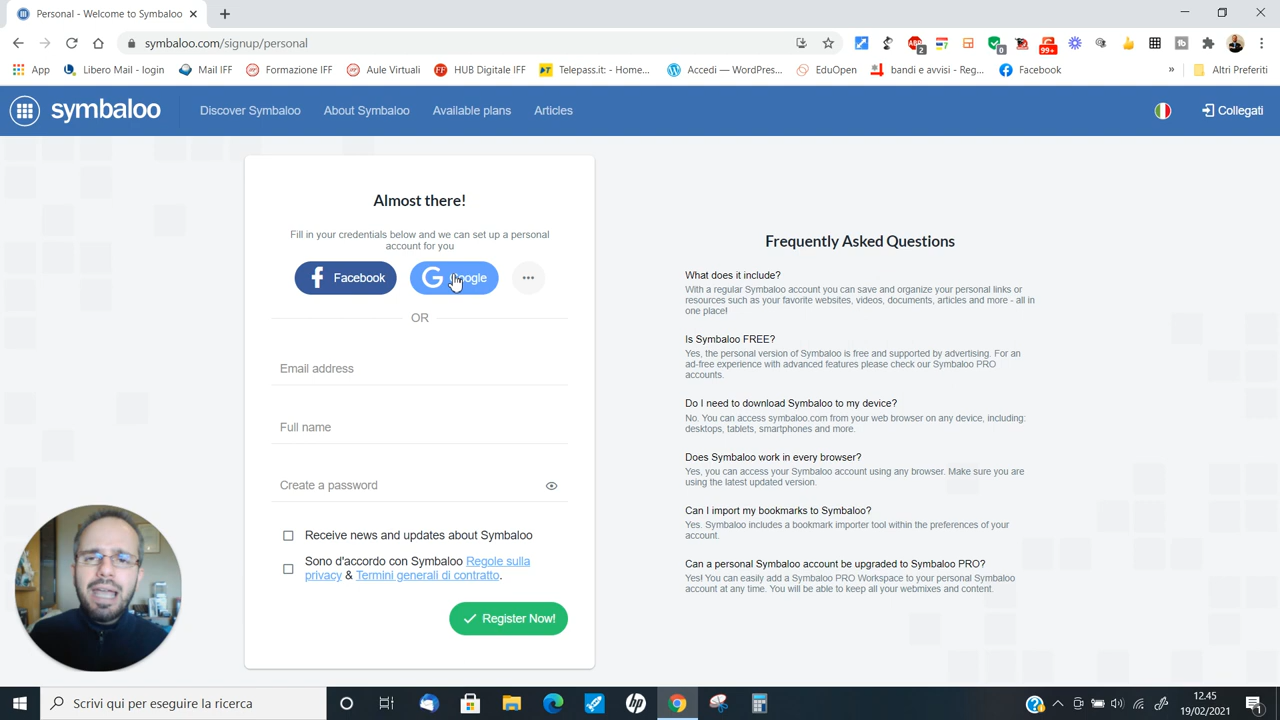 Personal - Welcome to Symbaloo
symbaloo.com/signup/personal
App
Libero Mail - login
Mail IFF
Formazione IFF
Aule Virtuali
HUB Digitale IFF
Telepass.it: - Home...
Accedi — WordPres...
EduOpen
bandi e avvisi - Reg...
Facebook
»
Altri Preferiti
symbaloo
Discover Symbaloo
About Symbaloo
Available plans
Articles
Collegati
Almost there!
Fill in your credentials below and we can set up a personal
account for you
Facebook
Google
OR
Email address
Full name
Create a password
Receive news and updates about Symbaloo
Sono d'accordo con Symbaloo Regole sulla
privacy & Termini generali di contratto.
Register Now!
Frequently Asked Questions
What does it include?
With a regular Symbaloo account you can save and organize your personal links or
resources such as your favorite websites, videos, documents, articles and more - all in
one place!
Is Symbaloo FREE?
Yes, the personal version of Symbaloo is free and supported by advertising. For an
ad-free experience with advanced features please check our Symbaloo PRO
accounts.
Do I need to download Symbaloo to my device?
No. You can access symbaloo.com from your web browser on any device, including:
desktops, tablets, smartphones and more.
Does Symbaloo work in every browser?
Yes, you can access your Symbaloo account using any browser. Make sure you are
using the latest updated version.
Can I import my bookmarks to Symbaloo?
Yes. Symbaloo includes a bookmark importer tool within the preferences of your
account.
Can a personal Symbaloo account be upgraded to Symbaloo PRO?
Yes! You can easily add a Symbaloo PRO Workspace to your personal Symbaloo
account at any time. You will be able to keep all your webmixes and content.
Scrivi qui per eseguire la ricerca
12.45
19/02/2021